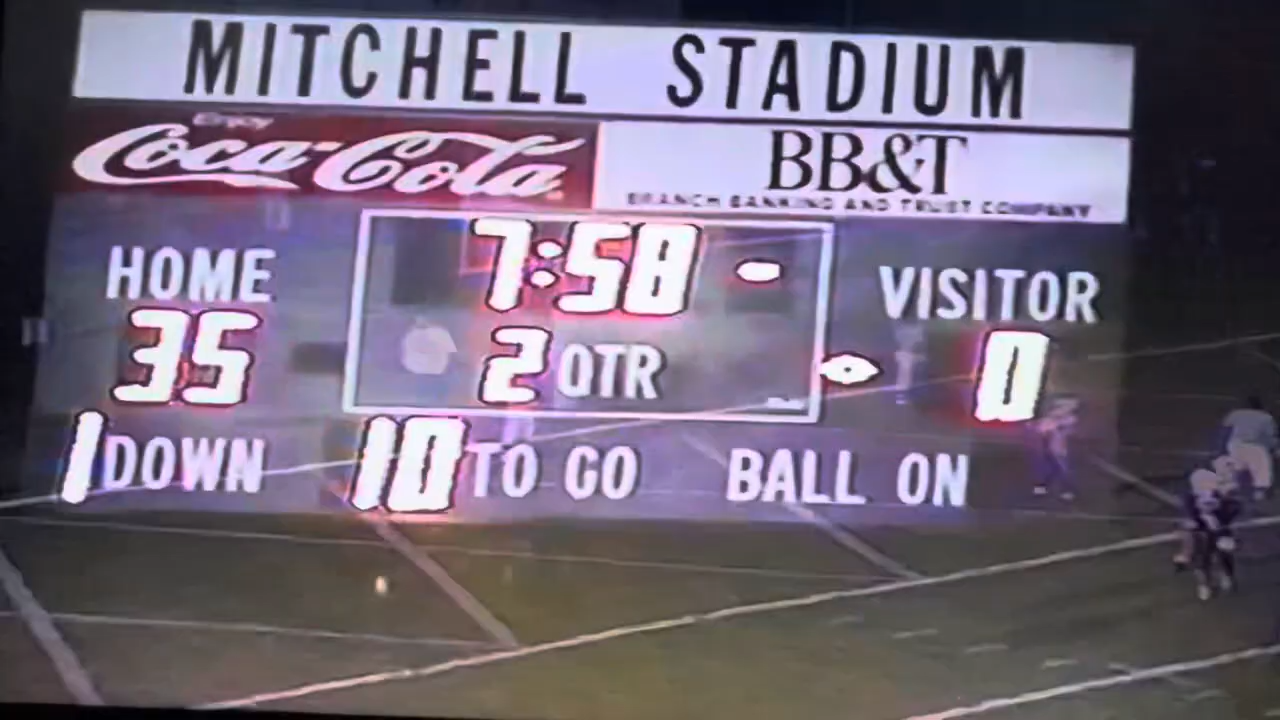 MITCHELL STADIUM
Enjoy
Coca-Cola
BB&T
BRANCH BANKING AND TRUST COMPANY
7:58
HOME VISITOR
35 2 QTR 0
1 DOWN 10 TO GO BALL ON